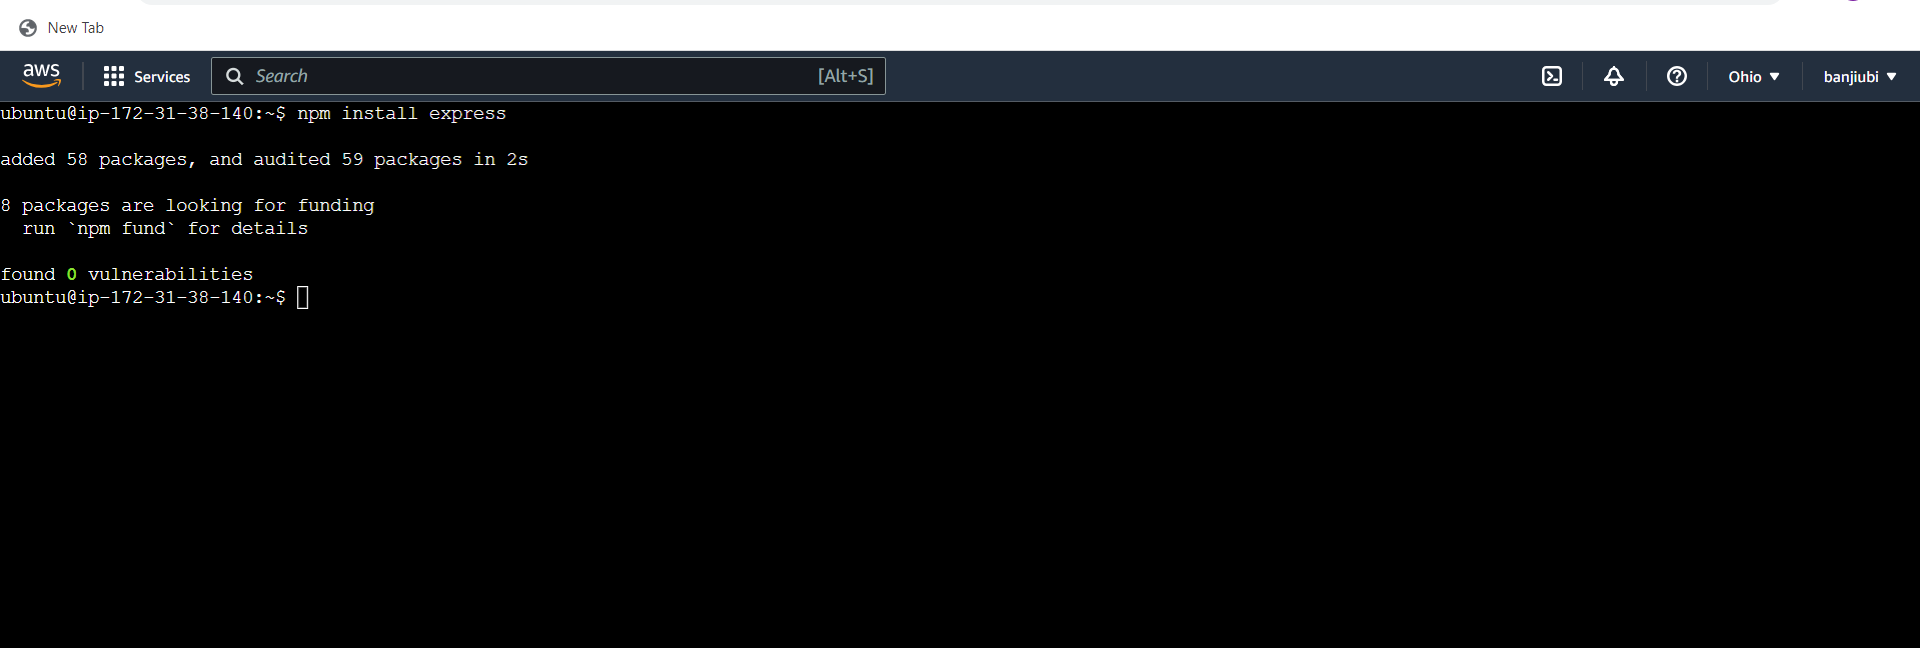 New Tab
aws Services Search [Alt+S] Ohio banjiubi
ubuntu@ip-172-31-38-140:~$ npm install express
added 58 packages, and audited 59 packages in 2s
8 packages are looking for funding
  run `npm fund` for details
found 0 vulnerabilities
ubuntu@ip-172-31-38-140:~$